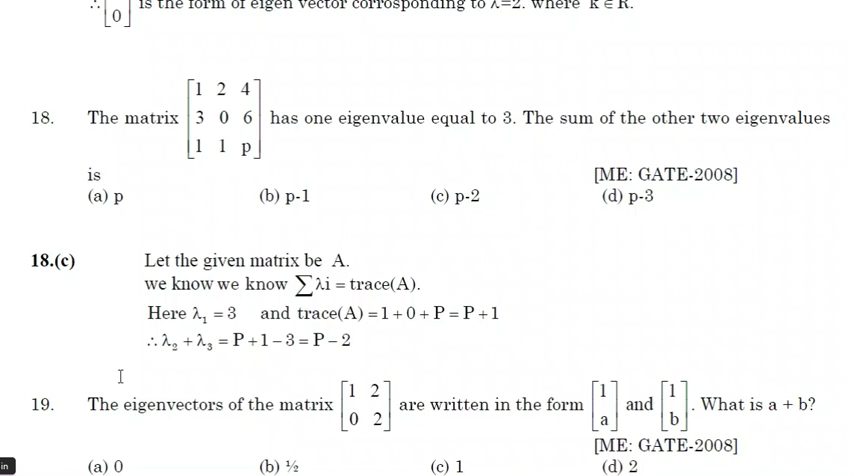 ∴ [0] is the form of eigen vector corrosponding to λ=2. where k ∈ R.
18. The matrix [1 2 4; 3 0 6; 1 1 p] has one eigenvalue equal to 3. The sum of the other two eigenvalues
is [ME: GATE-2008]
(a) p (b) p-1 (c) p-2 (d) p-3
18.(c) Let the given matrix be A.
we know we know ∑λi = trace(A).
Here λ₁ = 3 and trace(A) = 1 + 0 + P = P + 1
∴ λ₂ + λ₃ = P + 1 − 3 = P − 2
19. The eigenvectors of the matrix [1 2; 0 2] are written in the form [1; a] and [1; b]. What is a + b?
[ME: GATE-2008]
(a) 0 (b) ½ (c) 1 (d) 2
in